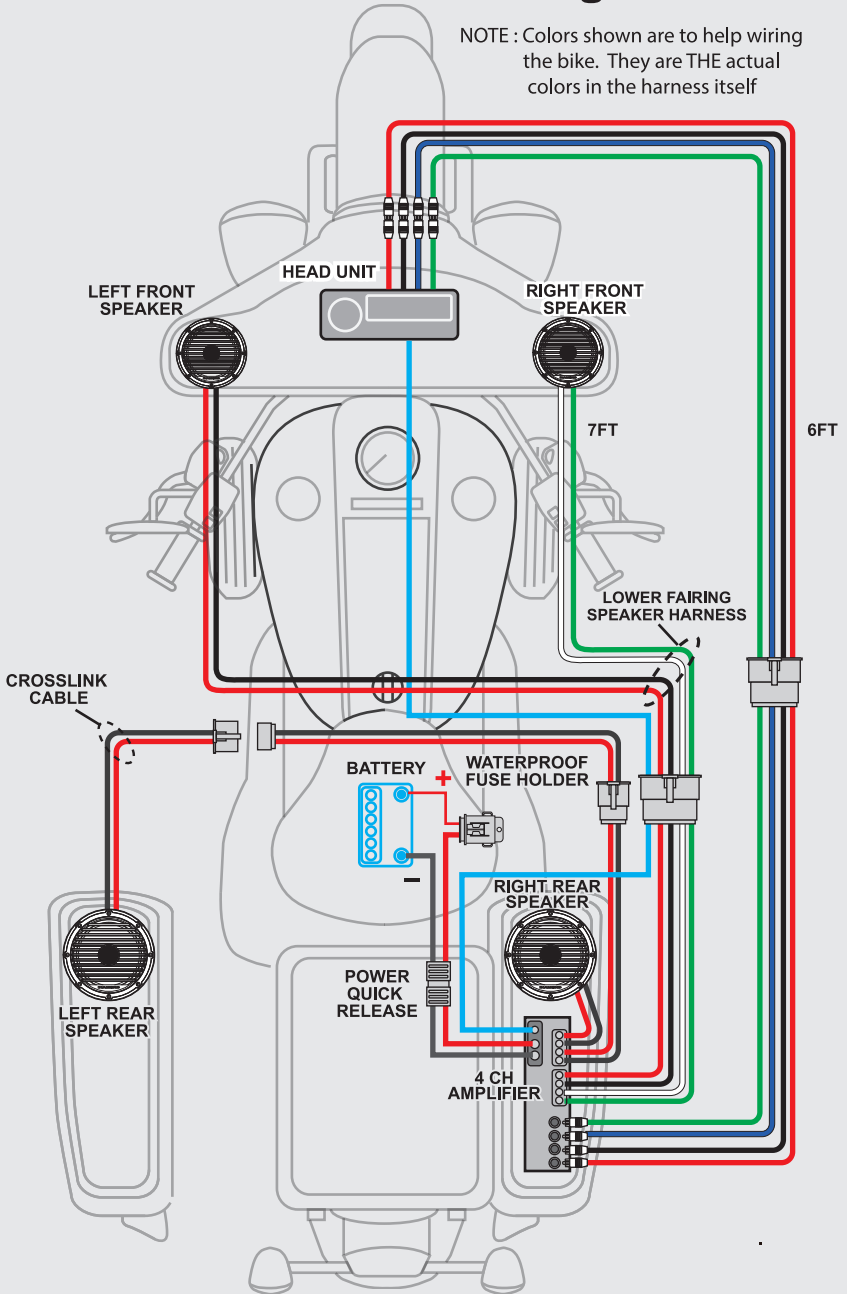 NOTE : Colors shown are to help wiring
the bike. They are THE actual
colors in the harness itself
HEAD UNIT
LEFT FRONT
SPEAKER
RIGHT FRONT
SPEAKER
7FT
6FT
LOWER FAIRING
SPEAKER HARNESS
CROSSLINK
CABLE
BATTERY
+
WATERPROOF
FUSE HOLDER
−
RIGHT REAR
SPEAKER
POWER
QUICK
RELEASE
LEFT REAR
SPEAKER
4 CH
AMPLIFIER